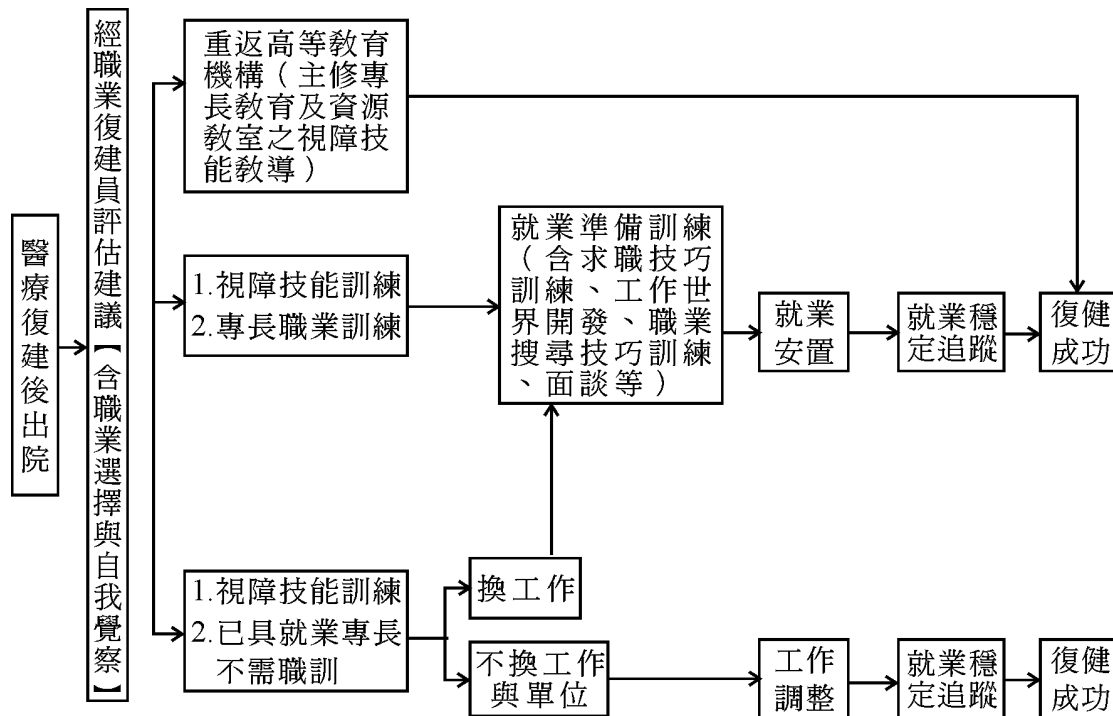 醫療復建後出院
經職業復建員評估建議【含職業選擇與自我覺察】
重返高等教育
機構（主修專
長教育及資源
教室之視障技
能教導）
1.視障技能訓練
2.專長職業訓練
1.視障技能訓練
2.已具就業專長
不需職訓
就業準備訓練
（含求職技巧
訓練、工作世
界開發、職業
搜尋技巧訓練
、面談等）
換工作
不換工作
與單位
就業
安置
就業穩
定追蹤
復健
成功
工作
調整
就業穩
定追蹤
復健
成功